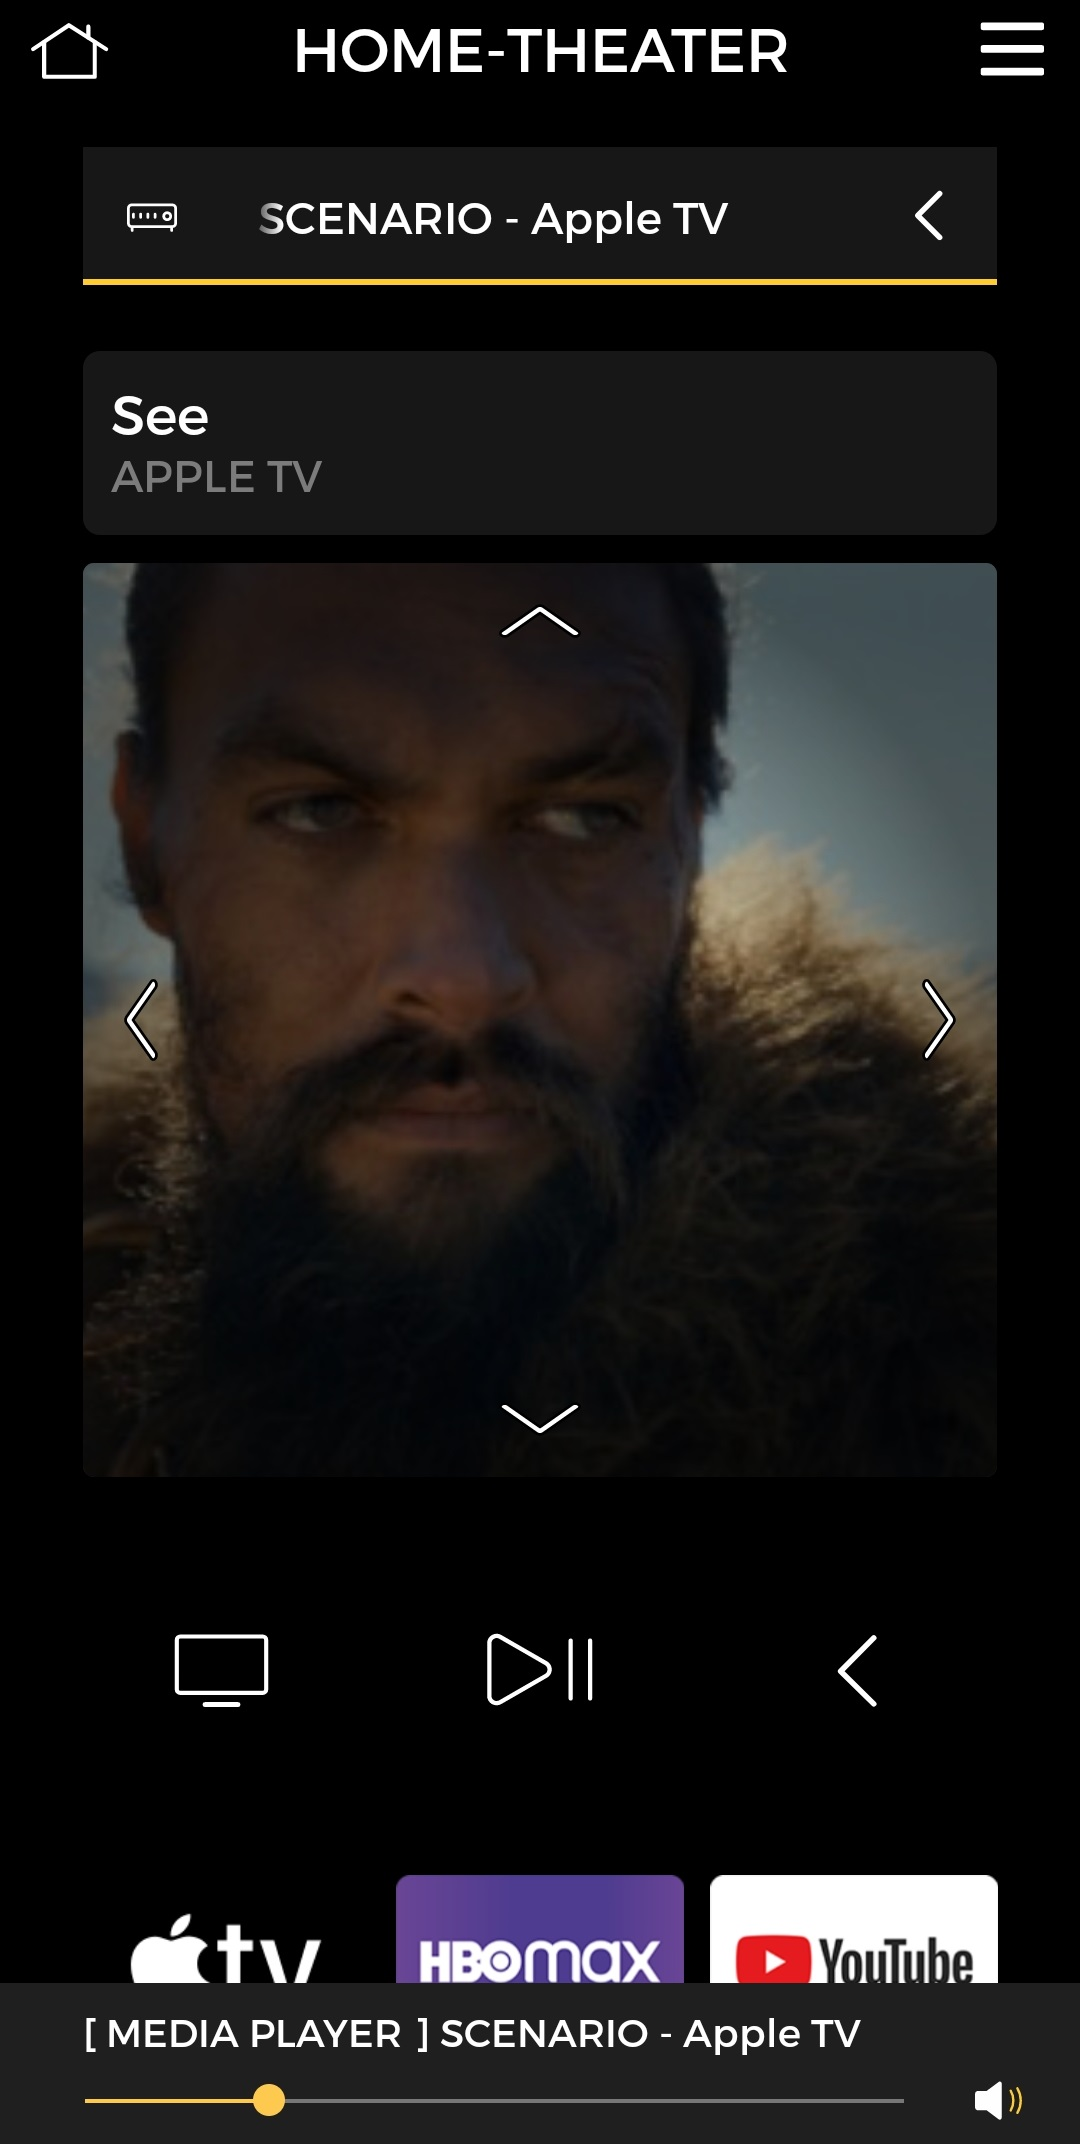 HOME-THEATER
SCENARIO - Apple TV
See
APPLE TV
tv
HBOmax
YouTube
[ MEDIA PLAYER ] SCENARIO - Apple TV